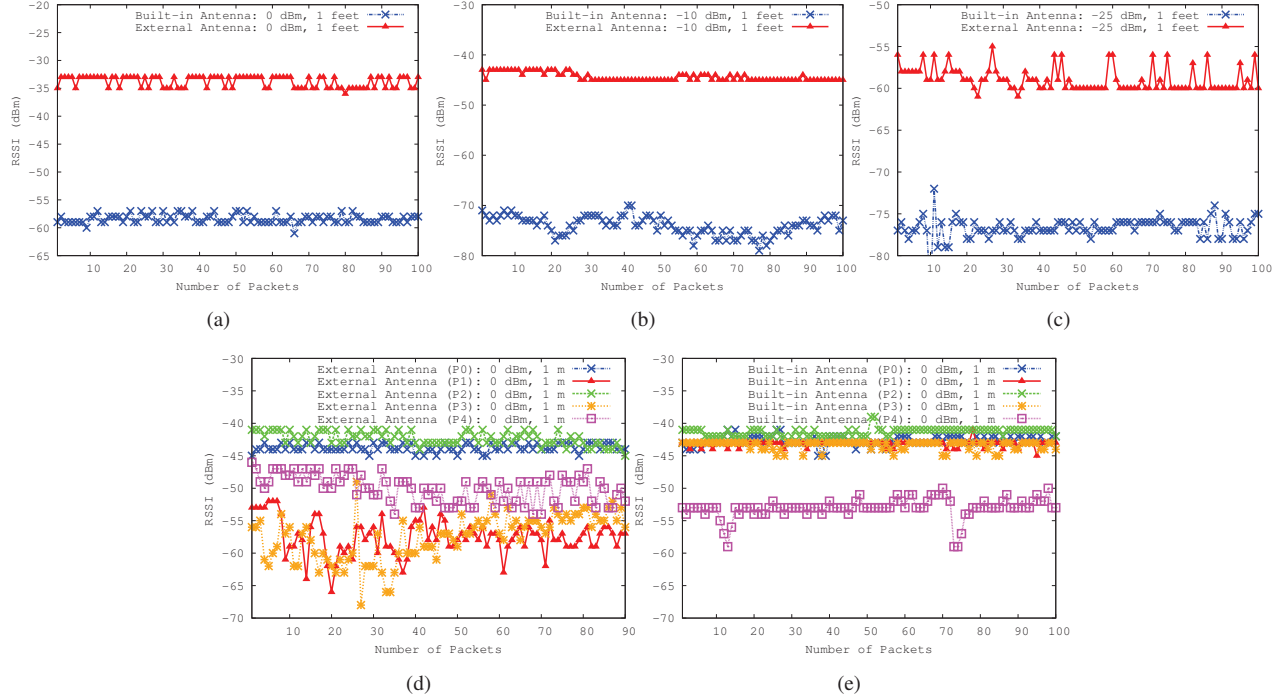 -20
-25
-30
-35
-40
-45
-50
-55
-60
-65
RSSI (dBm)
Built-in Antenna: 0 dBm, 1 feet
External Antenna: 0 dBm, 1 feet
10 20 30 40 50 60 70 80 90 100
Number of Packets
(a)
-30
-40
-50
-60
-70
-80
RSSI (dBm)
Built-in Antenna: -10 dBm, 1 feet
External Antenna: -10 dBm, 1 feet
10 20 30 40 50 60 70 80 90 100
Number of Packets
(b)
-50
-55
-60
-65
-70
-75
-80
RSSI (dBm)
Built-in Antenna: -25 dBm, 1 feet
External Antenna: -25 dBm, 1 feet
10 20 30 40 50 60 70 80 90 100
Number of Packets
(c)
-30
-35
-40
-45
-50
-55
-60
-65
-70
RSSI (dBm)
External Antenna (P0): 0 dBm, 1 m
External Antenna (P1): 0 dBm, 1 m
External Antenna (P2): 0 dBm, 1 m
External Antenna (P3): 0 dBm, 1 m
External Antenna (P4): 0 dBm, 1 m
10 20 30 40 50 60 70 80 90
Number of Packets
(d)
-30
-35
-40
-45
-50
-55
-60
-65
-70
RSSI (dBm)
Built-in Antenna (P0): 0 dBm, 1 m
Built-in Antenna (P1): 0 dBm, 1 m
Built-in Antenna (P2): 0 dBm, 1 m
Built-in Antenna (P3): 0 dBm, 1 m
Built-in Antenna (P4): 0 dBm, 1 m
10 20 30 40 50 60 70 80 90 100
Number of Packets
(e)